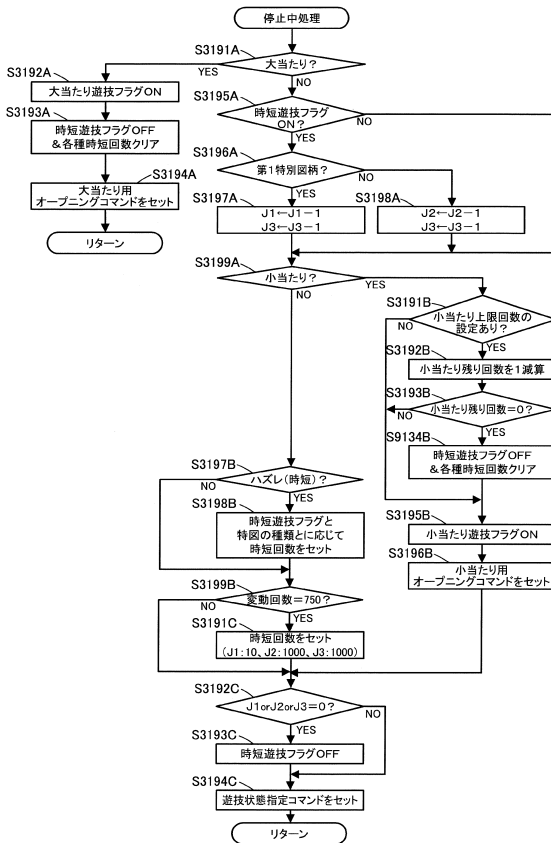 停止中処理
S3191A
大当たり？
YES
NO
S3192A
大当たり遊技フラグON
S3193A
時短遊技フラグOFF
＆各種時短回数クリア
S3194A
大当たり用
オープニングコマンドをセット
リターン
S3195A
時短遊技フラグ
ON？
NO
YES
S3196A
第1特別図柄？
NO
YES
S3197A
J1←J1－1
J3←J3－1
S3198A
J2←J2－1
J3←J3－1
S3199A
小当たり？
YES
NO
S3191B
小当たり上限回数の
設定あり？
NO
YES
S3192B
小当たり残り回数を1減算
S3193B
小当たり残り回数＝0？
NO
YES
S9134B
時短遊技フラグOFF
＆各種時短回数クリア
S3195B
小当たり遊技フラグON
S3196B
小当たり用
オープニングコマンドをセット
S3197B
ハズレ（時短）？
NO
YES
S3198B
時短遊技フラグと
特図の種類とに応じて
時短回数をセット
S3199B
変動回数＝750？
NO
YES
S3191C
時短回数をセット
（J1：10、J2：1000、J3：1000）
S3192C
J1orJ2orJ3＝0？
NO
YES
S3193C
時短遊技フラグOFF
S3194C
遊技状態指定コマンドをセット
リターン